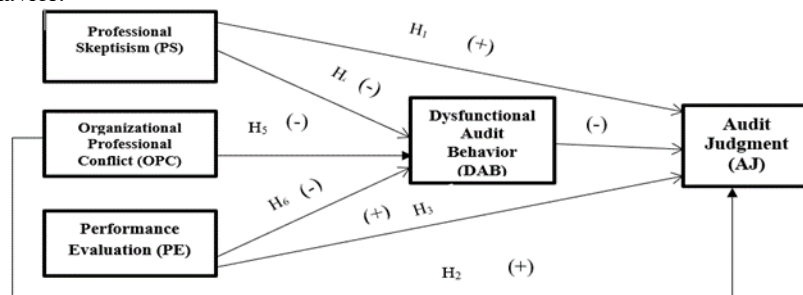 Professional
Skeptisism (PS)
H1 (+)
H. (-)
Organizational
Professional
Conflict (OPC)
H5 (-)
Dysfunctional
Audit
Behavior
(DAB)
(-)
Audit
Judgment
(AJ)
Performance
Evaluation (PE)
H6 (-)
(+) H3
H2 (+)